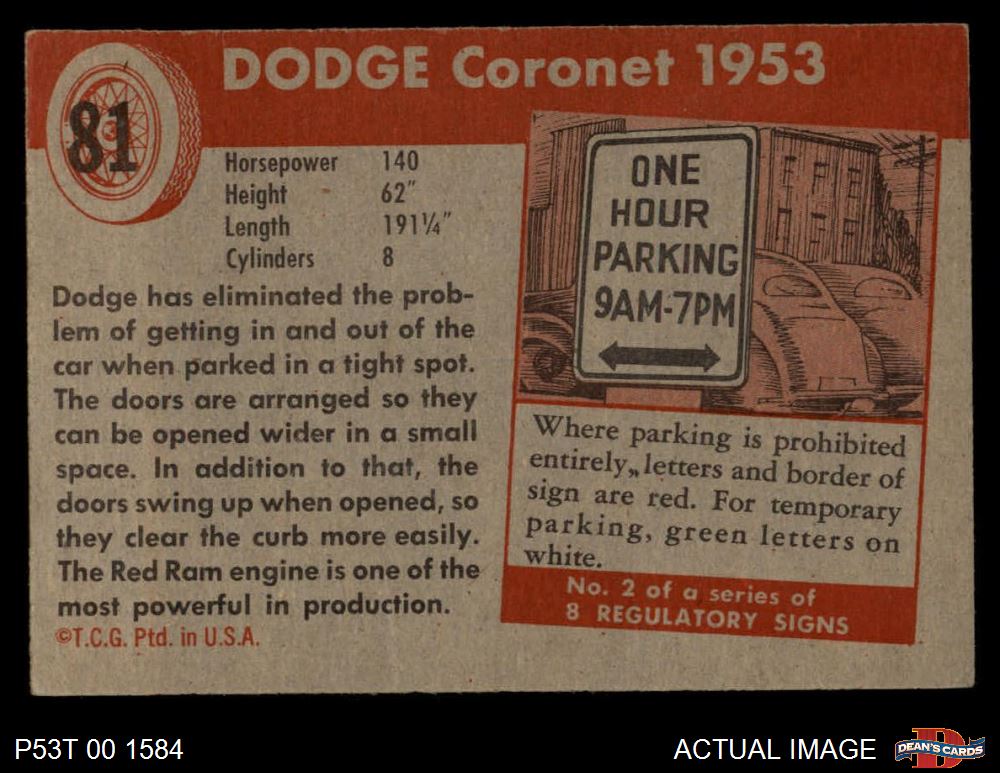 DODGE Coronet 1953
81
Horsepower 140
Height 62"
Length 191¼"
Cylinders 8
Dodge has eliminated the prob-
lem of getting in and out of the
car when parked in a tight spot.
The doors are arranged so they
can be opened wider in a small
space. In addition to that, the
doors swing up when opened, so
they clear the curb more easily.
The Red Ram engine is one of the
most powerful in production.
©T.C.G. Ptd. in U.S.A.
ONE
HOUR
PARKING
9AM-7PM
Where parking is prohibited
entirely, letters and border of
sign are red. For temporary
parking, green letters on
white.
No. 2 of a series of
8 REGULATORY SIGNS
P53T 00 1584
ACTUAL IMAGE
DEAN'S CARDS